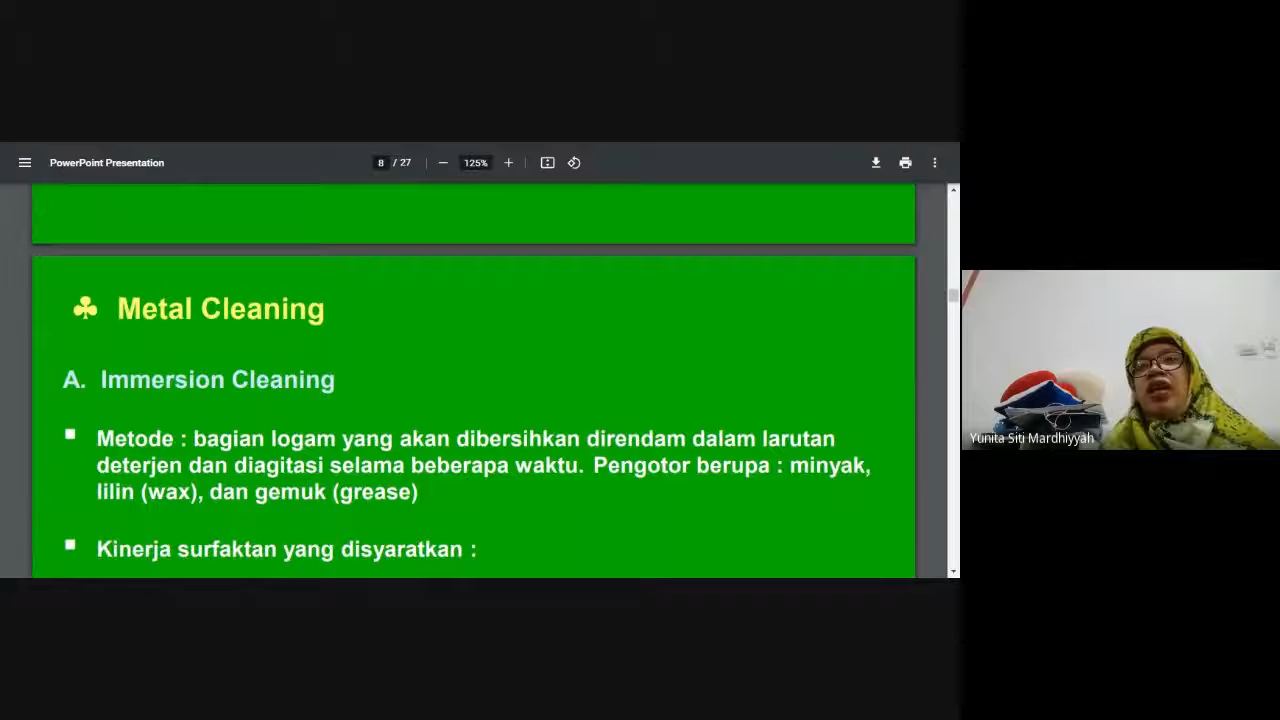 PowerPoint Presentation
8 / 27
125%
Metal Cleaning
A. Immersion Cleaning
Metode : bagian logam yang akan dibersihkan direndam dalam larutan
deterjen dan diagitasi selama beberapa waktu. Pengotor berupa : minyak,
lilin (wax), dan gemuk (grease)
Kinerja surfaktan yang disyaratkan :
Yunita Siti Mardhiyyah